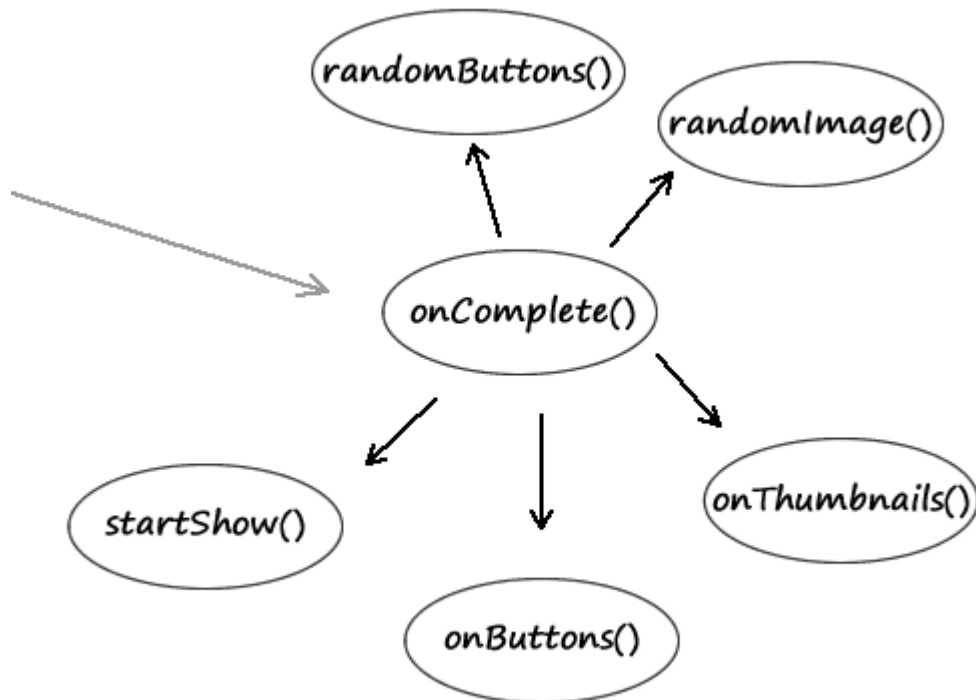 randomButtons()
randomImage()
onComplete()
onThumbnails()
startShow()
onButtons()